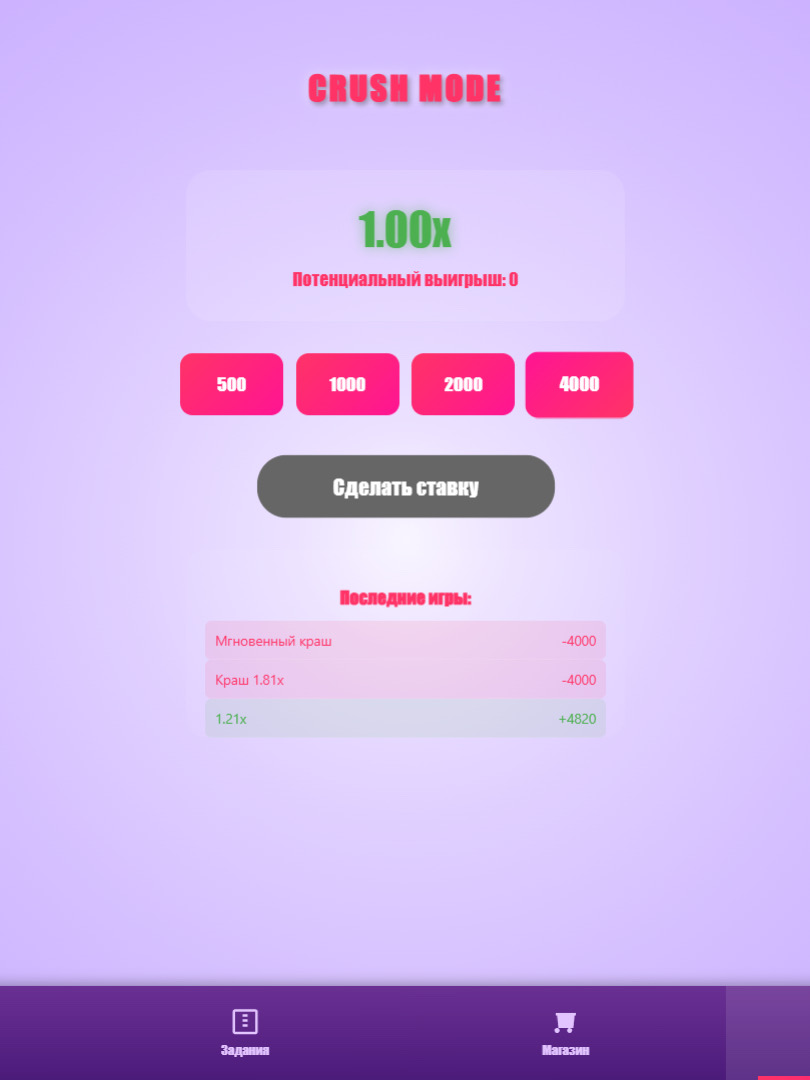 CRUSH MODE
1.00x
Потенциальный выигрыш: 0
500 1000 2000 4000
Сделать ставку
Последние игры:
Мгновенный краш -4000
Краш 1.81x -4000
1.21x +4820
Задания Магазин